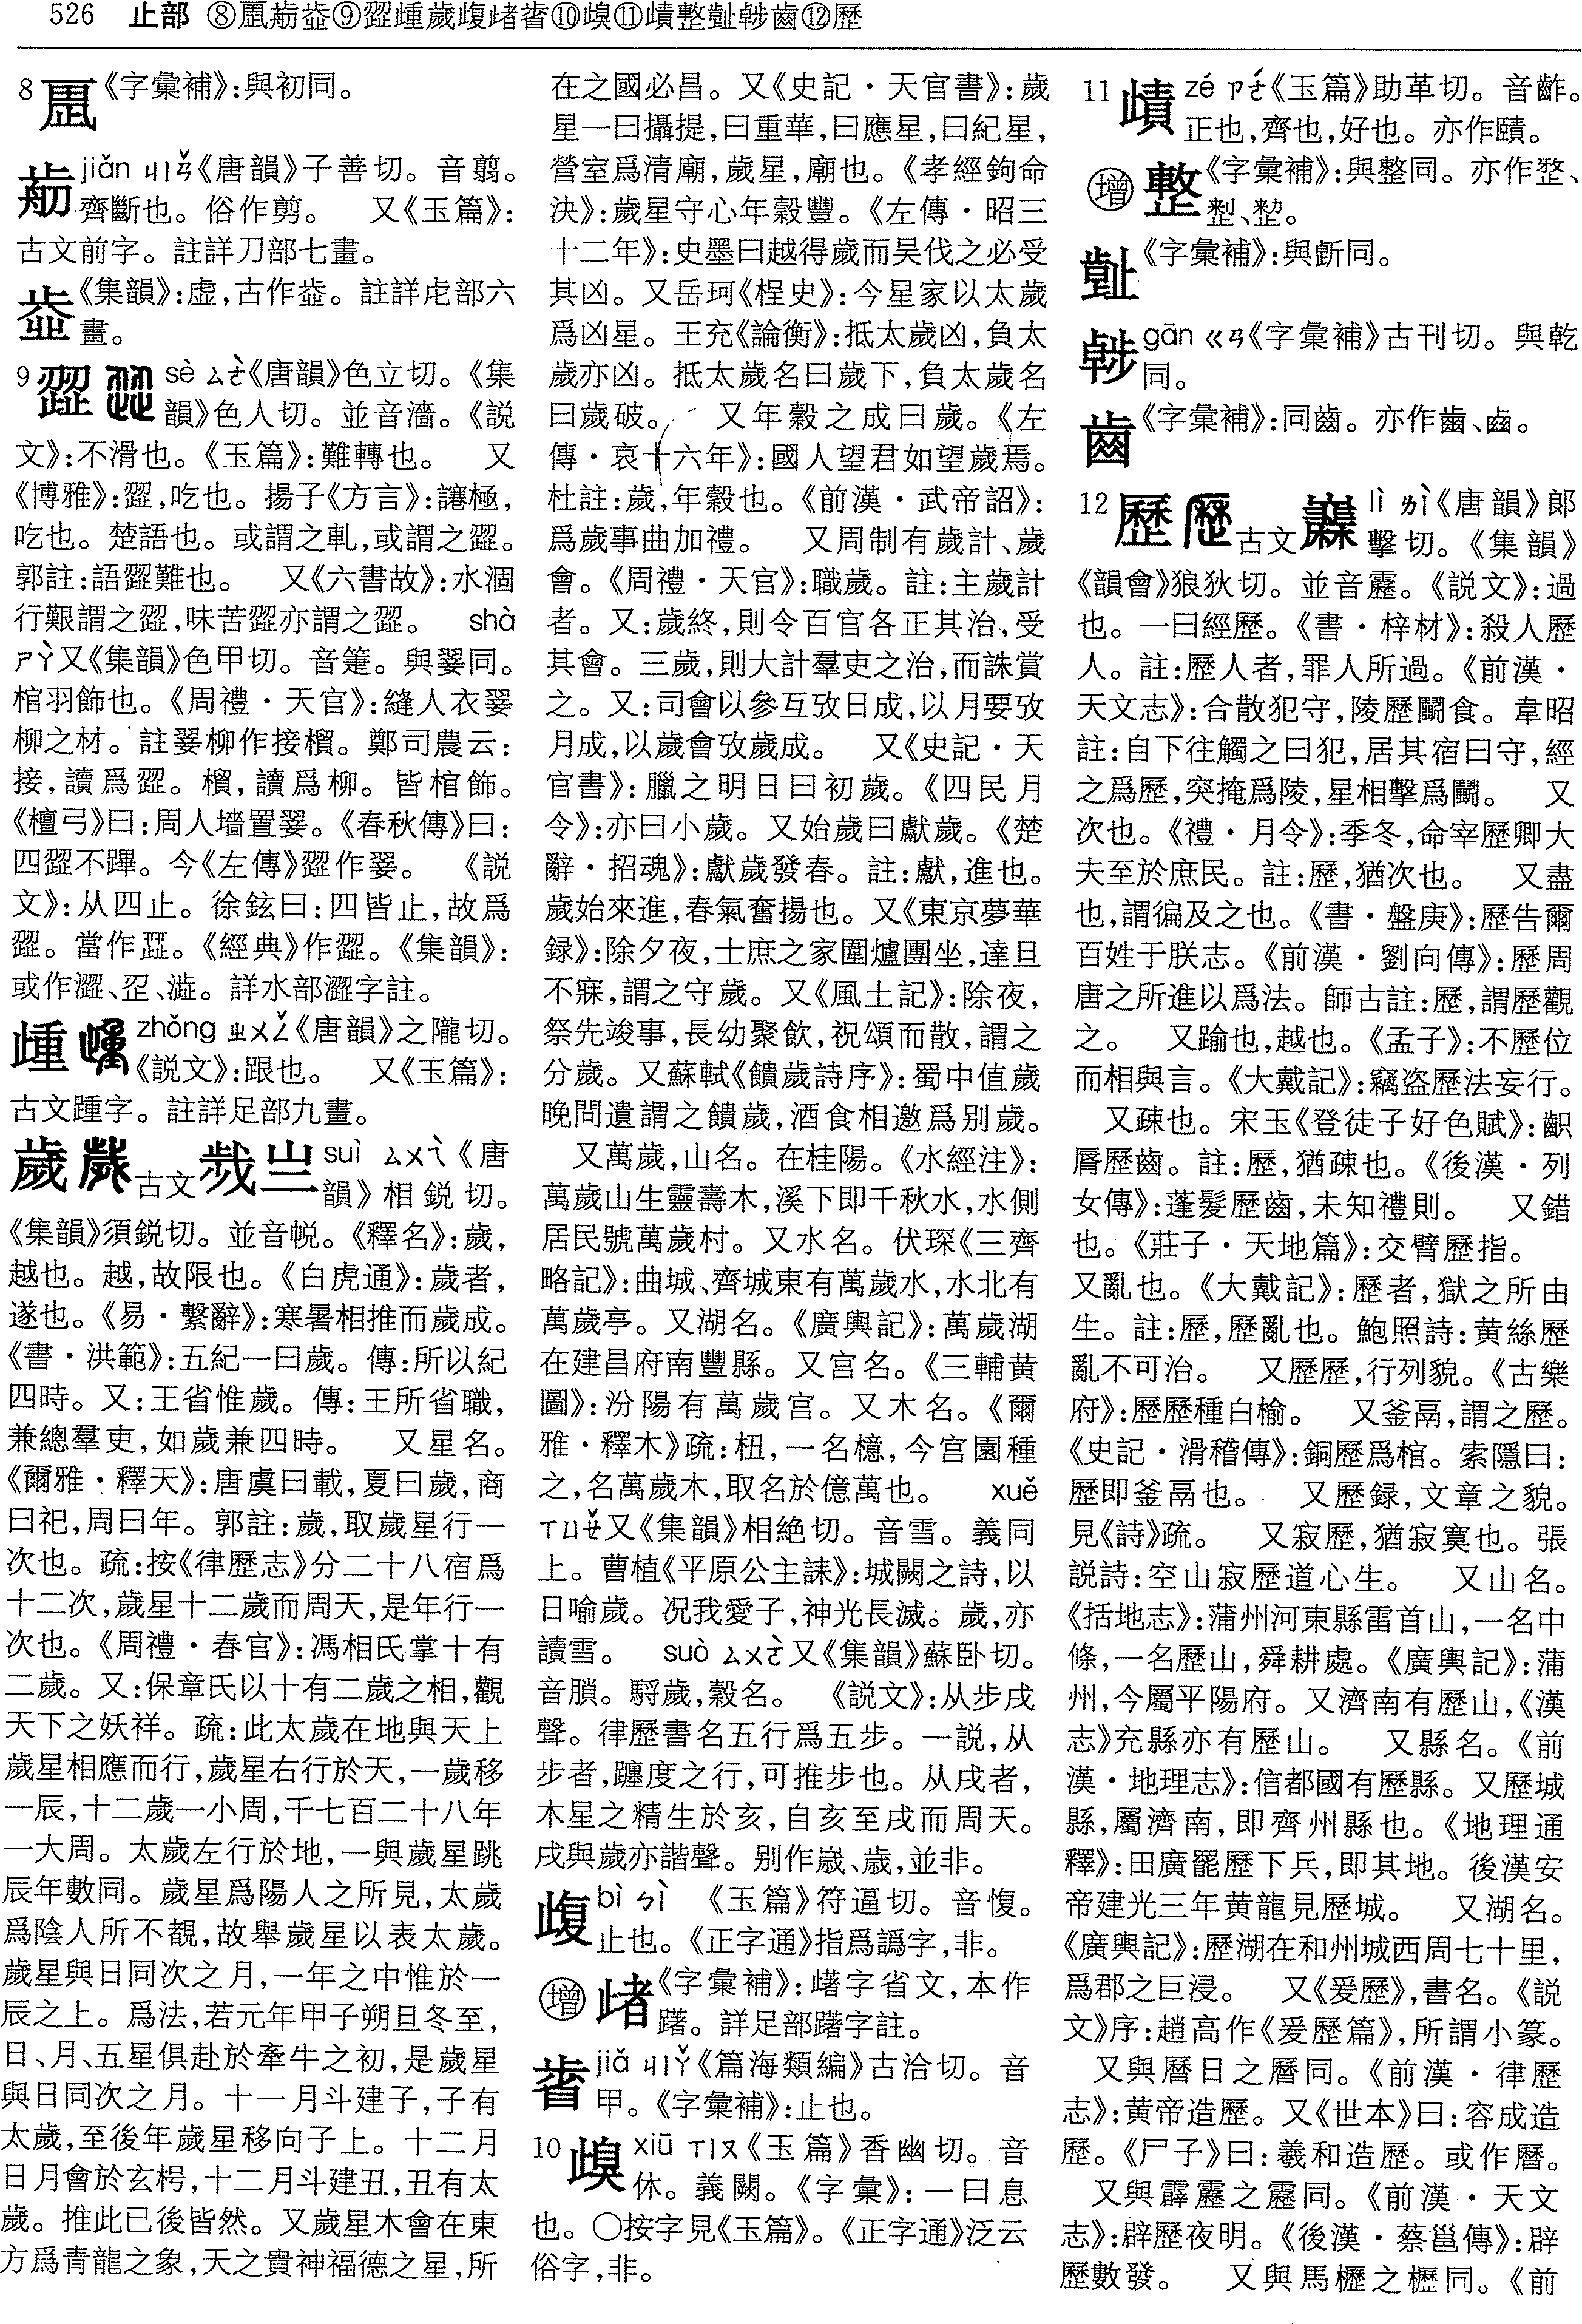 526 止部 ⑧⑨歲⑩⑪⑫歷
8 《字彙補》:與初同。
jiǎn ㄐㄧㄢˇ《唐韻》子善切。音翦。
齊斷也。俗作剪。 又《玉篇》:
古文前字。註詳刀部七畫。
《集韻》:虚,古作。註詳虍部六
畫。
9 歰 sè ㄙㄜˋ《唐韻》色立切。《集
韻》色人切。並音濇。《説
文》:不滑也。《玉篇》:難轉也。 又
《博雅》:歰,吃也。揚子《方言》:讓極,
吃也。楚語也。或謂之軋,或謂之歰。
郭註:語歰難也。 又《六書故》:水涸
行艱謂之歰,味苦歰亦謂之歰。 shà
ㄕㄚˋ又《集韻》色甲切。音箑。與翣同。
棺羽飾也。《周禮・天官》:縫人衣翣
柳之材。註翣柳作接檟。鄭司農云:
接,讀爲歰。檟,讀爲柳。皆棺飾。
《檀弓》曰:周人墻置翣。《春秋傳》曰:
四歰不蹕。今《左傳》歰作翣。 《説
文》:从四止。徐鉉曰:四皆止,故爲
歰。當作。《經典》作歰。《集韻》:
或作澀、歮、澁。詳水部澀字註。
歱 zhǒng ㄓㄨㄥˇ《唐韻》之隴切。
《説文》:跟也。 又《玉篇》:
古文踵字。註詳足部九畫。
歲 古文 suì ㄙㄨㄟˋ《唐
韻》相鋭切。
《集韻》須鋭切。並音帨。《釋名》:歲,
越也。越,故限也。《白虎通》:歲者,
遂也。《易・繫辭》:寒暑相推而歲成。
《書・洪範》:五紀一曰歲。傳:所以紀
四時。又:王省惟歲。傳:王所省職,
兼總羣吏,如歲兼四時。 又星名。
《爾雅・釋天》:唐虞曰載,夏曰歲,商
曰祀,周曰年。郭註:歲,取歲星行一
次也。疏:按《律歷志》分二十八宿爲
十二次,歲星十二歲而周天,是年行一
次也。《周禮・春官》:馮相氏掌十有
二歲。又:保章氏以十有二歲之相,觀
天下之妖祥。疏:此太歲在地與天上
歲星相應而行,歲星右行於天,一歲移
一辰,十二歲一小周,千七百二十八年
一大周。太歲左行於地,一與歲星跳
辰年數同。歲星爲陽人之所見,太歲
爲陰人所不覩,故舉歲星以表太歲。
歲星與日同次之月,一年之中惟於一
辰之上。爲法,若元年甲子朔旦冬至,
日、月、五星俱赴於牽牛之初,是歲星
與日同次之月。十一月斗建子,子有
太歲,至後年歲星移向子上。十二月
日月會於玄枵,十二月斗建丑,丑有太
歲。推此已後皆然。又歲星木會在東
方爲青龍之象,天之貴神福德之星,所
在之國必昌。又《史記・天官書》:歲
星一曰攝提,曰重華,曰應星,曰紀星,
營室爲清廟,歲星,廟也。《孝經鉤命
決》:歲星守心年穀豐。《左傳・昭三
十二年》:史墨曰越得歲而吴伐之必受
其凶。又岳珂《桯史》:今星家以太歲
爲凶星。王充《論衡》:抵太歲凶,負太
歲亦凶。抵太歲名曰歲下,負太歲名
曰歲破。 又年穀之成曰歲。《左
傳・哀十六年》:國人望君如望歲焉。
杜註:歲,年穀也。《前漢・武帝詔》:
爲歲事曲加禮。 又周制有歲計、歲
會。《周禮・天官》:職歲。註:主歲計
者。又:歲終,則令百官各正其治,受
其會。三歲,則大計羣吏之治,而誅賞
之。又:司會以參互攷日成,以月要攷
月成,以歲會攷歲成。 又《史記・天
官書》:臘之明日曰初歲。《四民月
令》:亦曰小歲。又始歲曰獻歲。《楚
辭・招魂》:獻歲發春。註:獻,進也。
歲始來進,春氣奮揚也。又《東京夢華
録》:除夕夜,士庶之家圍爐團坐,達旦
不寐,謂之守歲。又《風土記》:除夜,
祭先竣事,長幼聚飲,祝頌而散,謂之
分歲。又蘇軾《饋歲詩序》:蜀中值歲
晚問遺謂之饋歲,酒食相邀爲别歲。
又萬歲,山名。在桂陽。《水經注》:
萬歲山生靈壽木,溪下即千秋水,水側
居民號萬歲村。又水名。伏琛《三齊
略記》:曲城、齊城東有萬歲水,水北有
萬歲亭。又湖名。《廣輿記》:萬歲湖
在建昌府南豐縣。又宫名。《三輔黄
圖》:汾陽有萬歲宫。又木名。《爾
雅・釋木》疏:杻,一名檍,今宫園種
之,名萬歲木,取名於億萬也。 xuě
ㄒㄩㄝˇ又《集韻》相絶切。音雪。義同
上。曹植《平原公主誄》:城闕之詩,以
日喻歲。况我愛子,神光長滅。歲,亦
讀雪。 suò ㄙㄨㄛˋ又《集韻》蘇卧切。
音膹。䮢歲,穀名。 《説文》:从步戌
聲。律歷書名五行爲五步。一説,从
步者,躔度之行,可推步也。从戌者,
木星之精生於亥,自亥至戌而周天。
戌與歲亦諧聲。别作嵗、歳,並非。
bì ㄅㄧˋ 《玉篇》符逼切。音愎。
止也。《正字通》指爲譌字,非。
增 《字彙補》:躇字省文,本作
躇。詳足部躇字註。
jiǎ ㄐㄧㄚˇ《篇海類編》古洽切。音
甲。《字彙補》:止也。
10 xiū ㄒㄧㄡ《玉篇》香幽切。音
休。義闕。《字彙》:一曰息
也。○按字見《玉篇》。《正字通》泛云
俗字,非。
11 zé ㄗㄜˊ《玉篇》助革切。音齰。
正也,齊也,好也。亦作賾。
增 《字彙補》:與整同。亦作
《字彙補》:與齗同。
gān ㄍㄢ《字彙補》古刊切。與乾
同。
《字彙補》:同齒。亦作
12 歷 古文 lì ㄌㄧˋ《唐韻》郎
擊切。《集韻》
《韻會》狼狄切。並音靂。《説文》:過
也。一曰經歷。《書・梓材》:殺人歷
人。註:歷人者,罪人所過。《前漢・
天文志》:合散犯守,陵歷鬭食。韋昭
註:自下往觸之曰犯,居其宿曰守,經
之爲歷,突掩爲陵,星相擊爲鬭。 又
次也。《禮・月令》:季冬,命宰歷卿大
夫至於庶民。註:歷,猶次也。 又盡
也,謂徧及之也。《書・盤庚》:歷告爾
百姓于朕志。《前漢・劉向傳》:歷周
唐之所進以爲法。師古註:歷,謂歷觀
之。 又踰也,越也。《孟子》:不歷位
而相與言。《大戴記》:竊盗歷法妄行。
又疎也。宋玉《登徒子好色賦》:齞
脣歷齒。註:歷,猶疎也。《後漢・列
女傳》:蓬髮歷齒,未知禮則。 又錯
也。《莊子・天地篇》:交臂歷指。
又亂也。《大戴記》:歷者,獄之所由
生。註:歷,歷亂也。鮑照詩:黄絲歷
亂不可治。 又歷歷,行列貌。《古樂
府》:歷歷種白榆。 又釜鬲,謂之歷。
《史記・滑稽傳》:銅歷爲棺。索隱曰:
歷即釜鬲也。 又歷録,文章之貌。
見《詩》疏。 又寂歷,猶寂寞也。張
説詩:空山寂歷道心生。 又山名。
《括地志》:蒲州河東縣雷首山,一名中
條,一名歷山,舜耕處。《廣輿記》:蒲
州,今屬平陽府。又濟南有歷山,《漢
志》充縣亦有歷山。 又縣名。《前
漢・地理志》:信都國有歷縣。又歷城
縣,屬濟南,即齊州縣也。《地理通
釋》:田廣罷歷下兵,即其地。後漢安
帝建光三年黄龍見歷城。 又湖名。
《廣輿記》:歷湖在和州城西周七十里,
爲郡之巨浸。 又《爰歷》,書名。《説
文》序:趙高作《爰歷篇》,所謂小篆。
又與曆日之曆同。《前漢・律歷
志》:黄帝造歷。又《世本》曰:容成造
歷。《尸子》曰:羲和造歷。或作曆。
又與霹靂之靂同。《前漢・天文
志》:辟歷夜明。《後漢・蔡邕傳》:辟
歷數發。 又與馬櫪之櫪同。《前